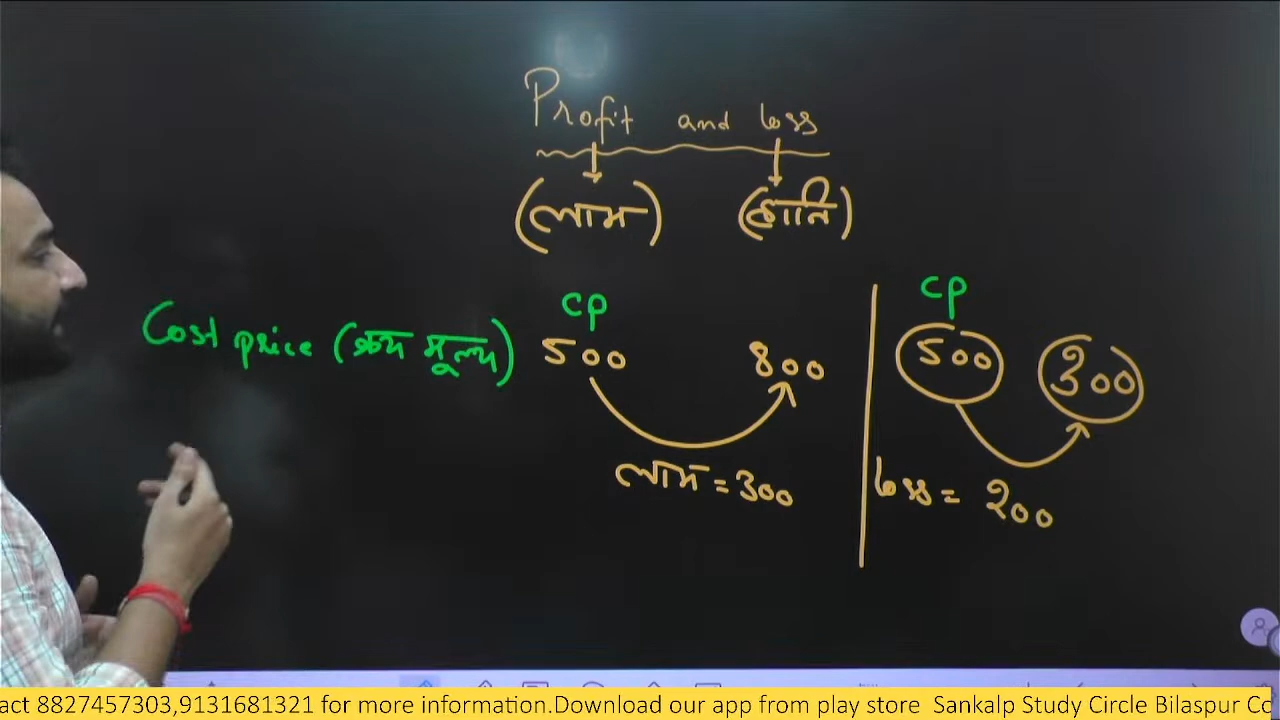 Profit and loss
(लाभ) (हानि)
Cost price (क्रय मूल्य)
CP
500 800
लाभ = 300
CP
500 300
loss = 200
act 8827457303,9131681321 for more information.Download our app from play store Sankalp Study Circle Bilaspur Co